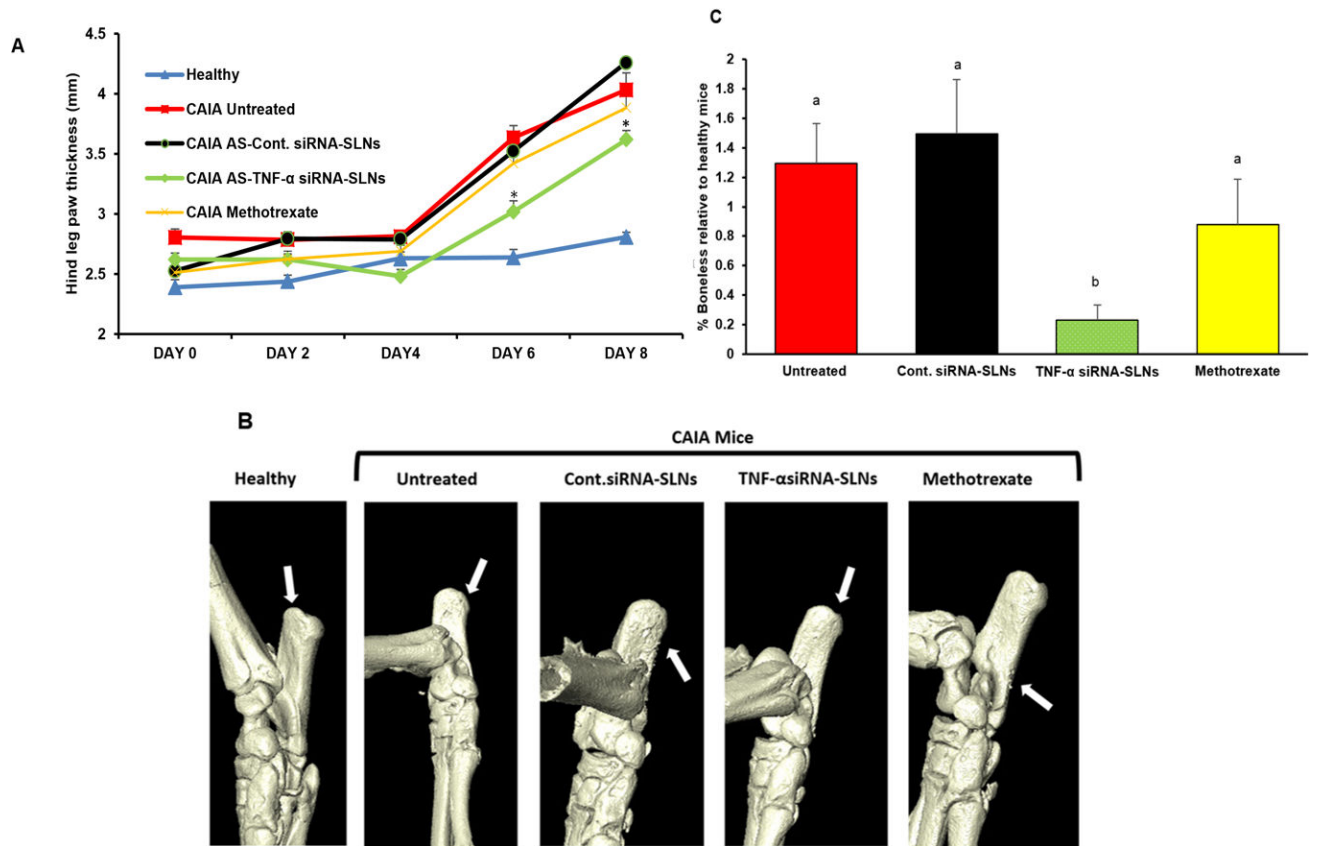 A
Hind leg paw thickness (mm)
4.5
4
3.5
3
2.5
2
Healthy
CAIA Untreated
CAIA AS-Cont. siRNA-SLNs
CAIA AS-TNF-α siRNA-SLNs
CAIA Methotrexate
*
*
DAY 0 DAY 2 DAY4 DAY 6 DAY 8
C
% Boneless relative to healthy mice
2
1.8
1.6
1.4
1.2
1
0.8
0.6
0.4
0.2
0
a
a
b
a
Untreated Cont. siRNA-SLNs TNF-α siRNA-SLNs Methotrexate
B
CAIA Mice
Healthy Untreated Cont.siRNA-SLNs TNF-αsiRNA-SLNs Methotrexate